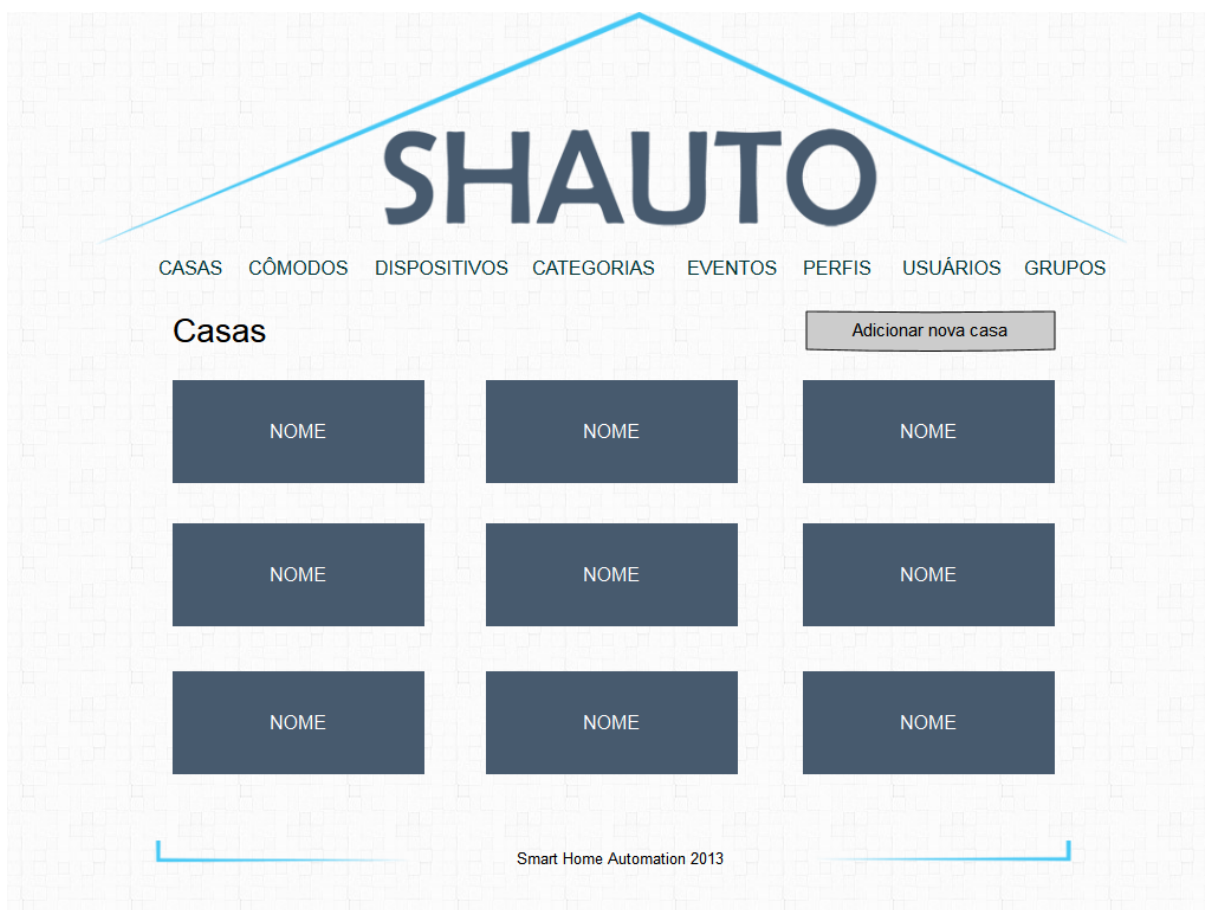 SHAUTO
CASAS CÔMODOS DISPOSITIVOS CATEGORIAS EVENTOS PERFIS USUÁRIOS GRUPOS
Casas Adicionar nova casa
NOME NOME NOME
NOME NOME NOME
NOME NOME NOME
Smart Home Automation 2013